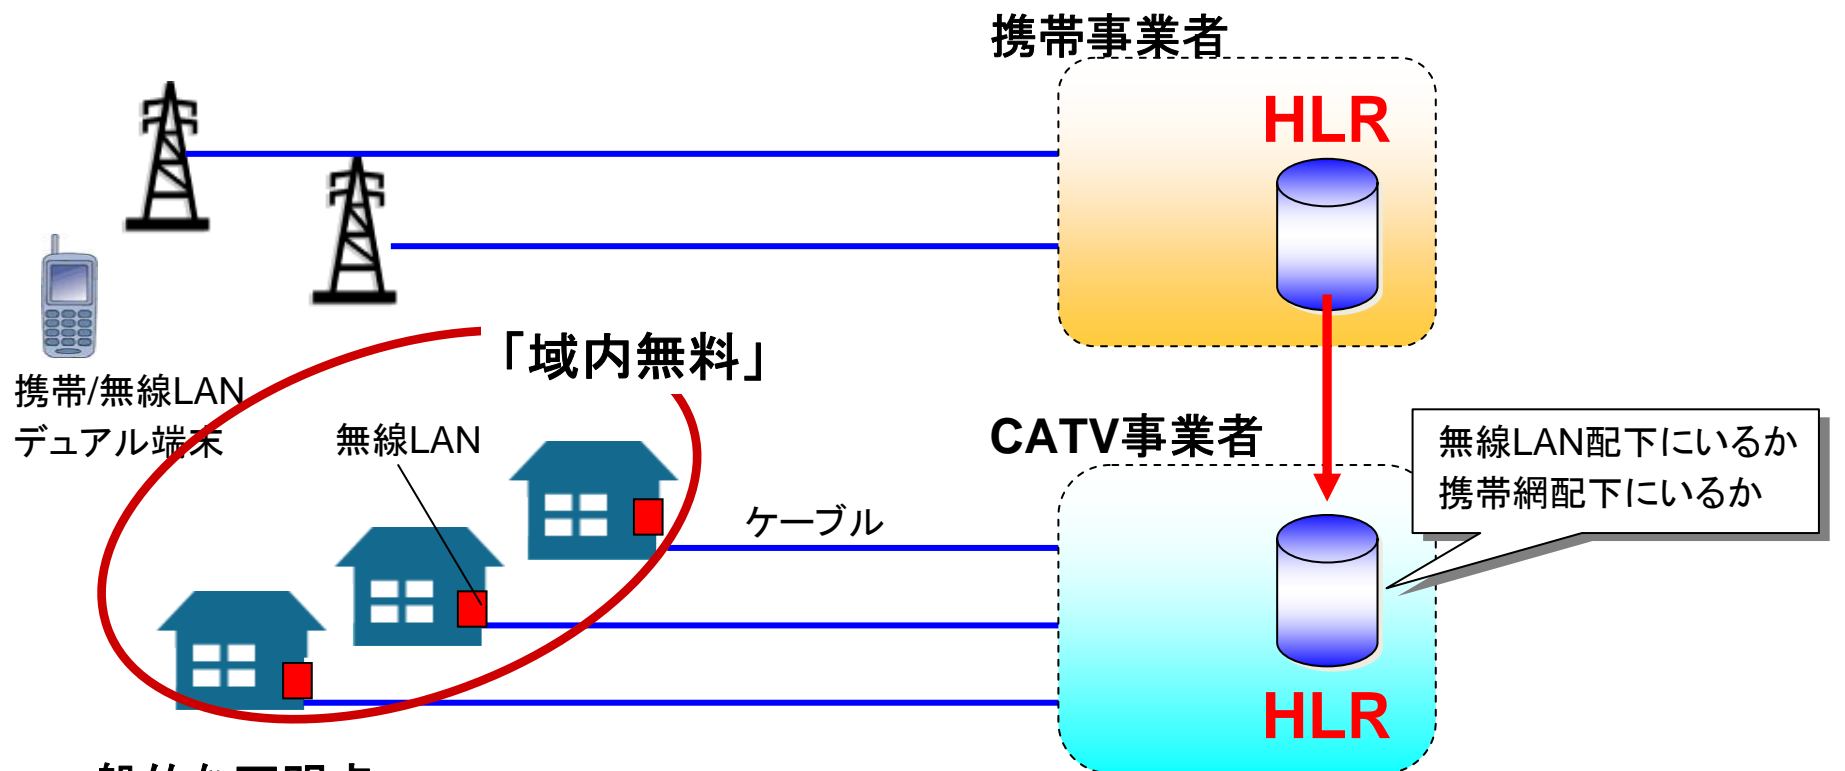 携帯事業者
HLR
「域内無料」
携帯/無線LAN
デュアル端末
無線LAN
CATV事業者
無線LAN配下にいるか
携帯網配下にいるか
ケーブル
HLR